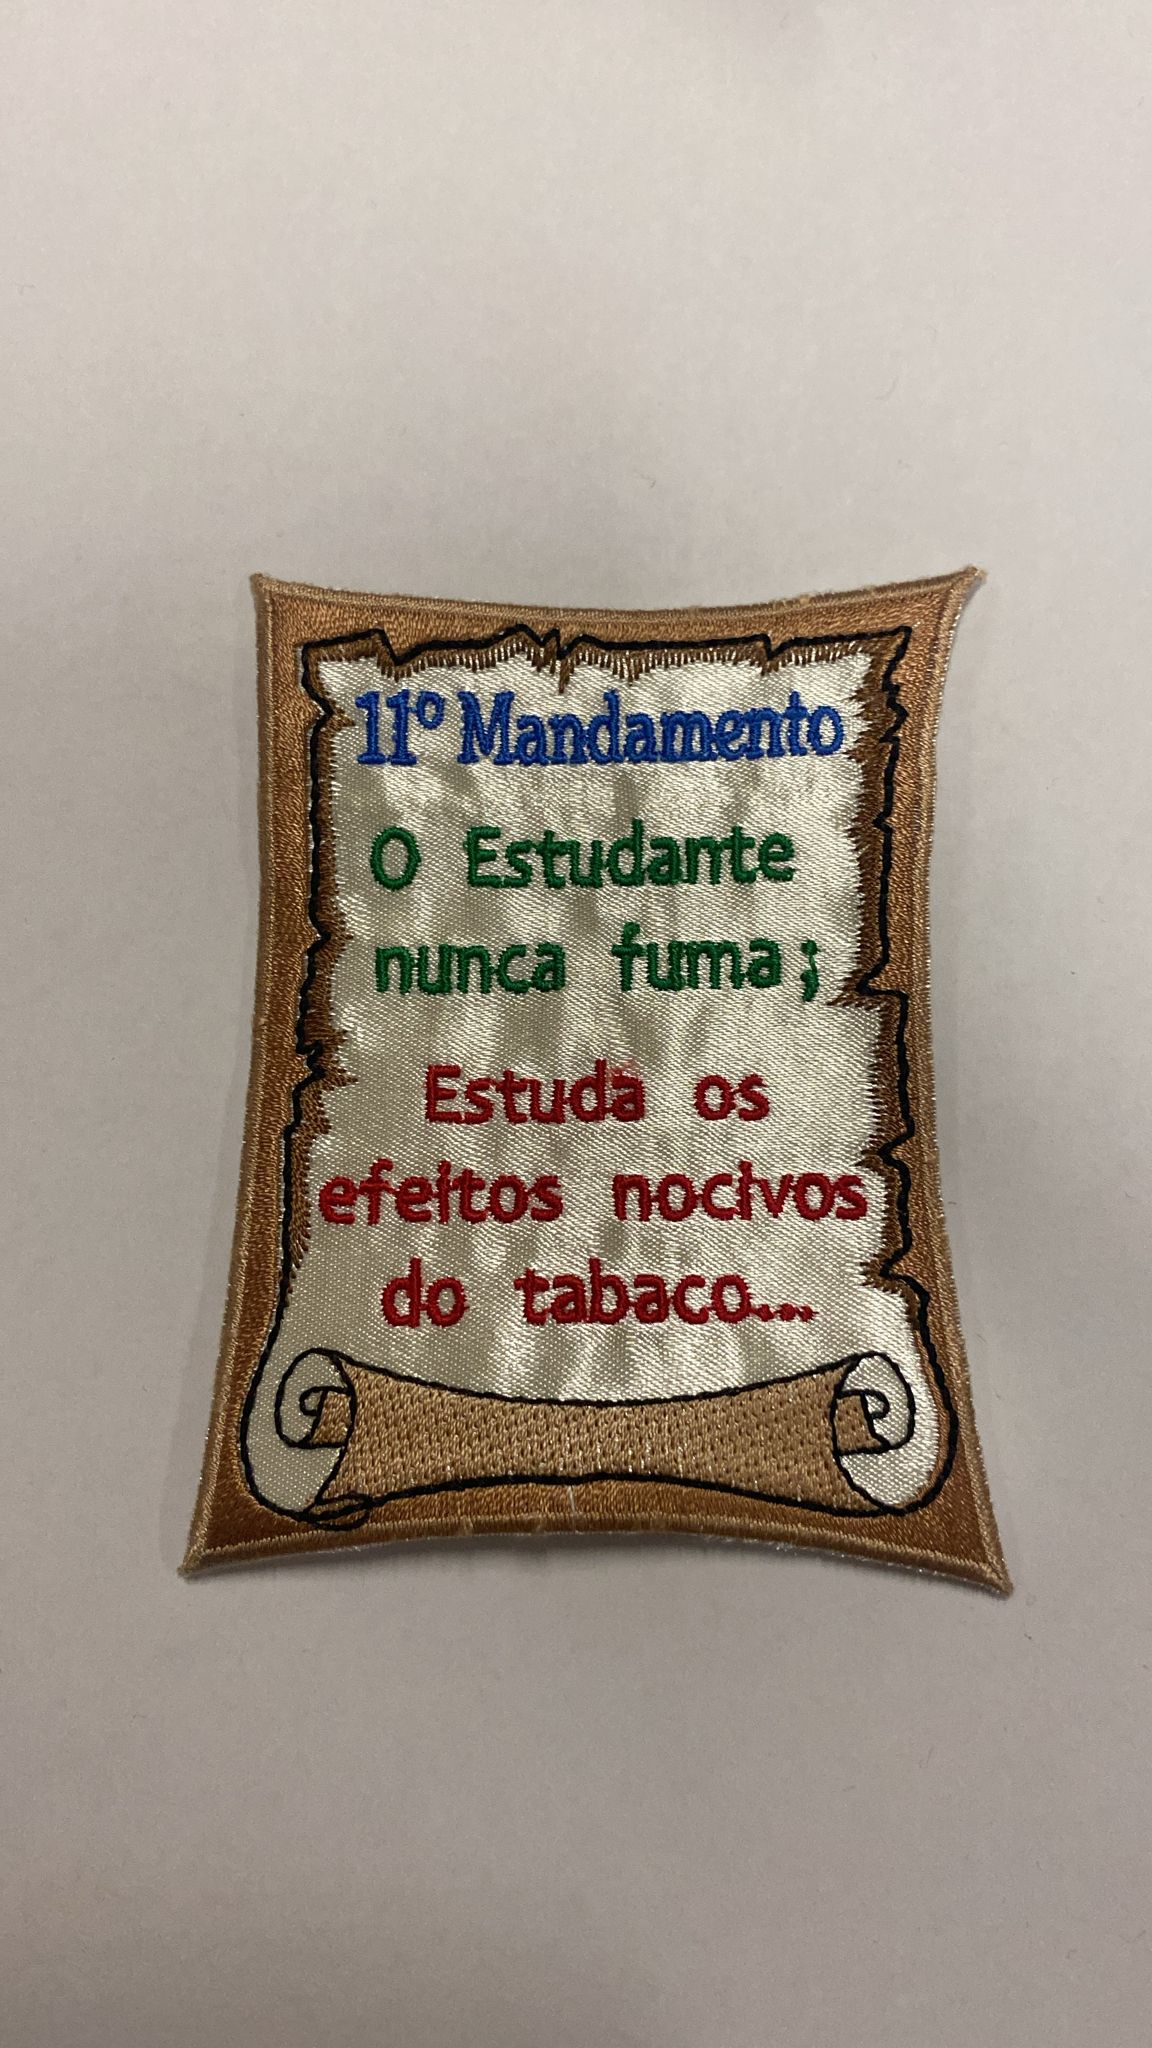 11º Mandamento
O Estudante
nunca fuma;
Estuda os
efeitos nocivos
do tabaco...